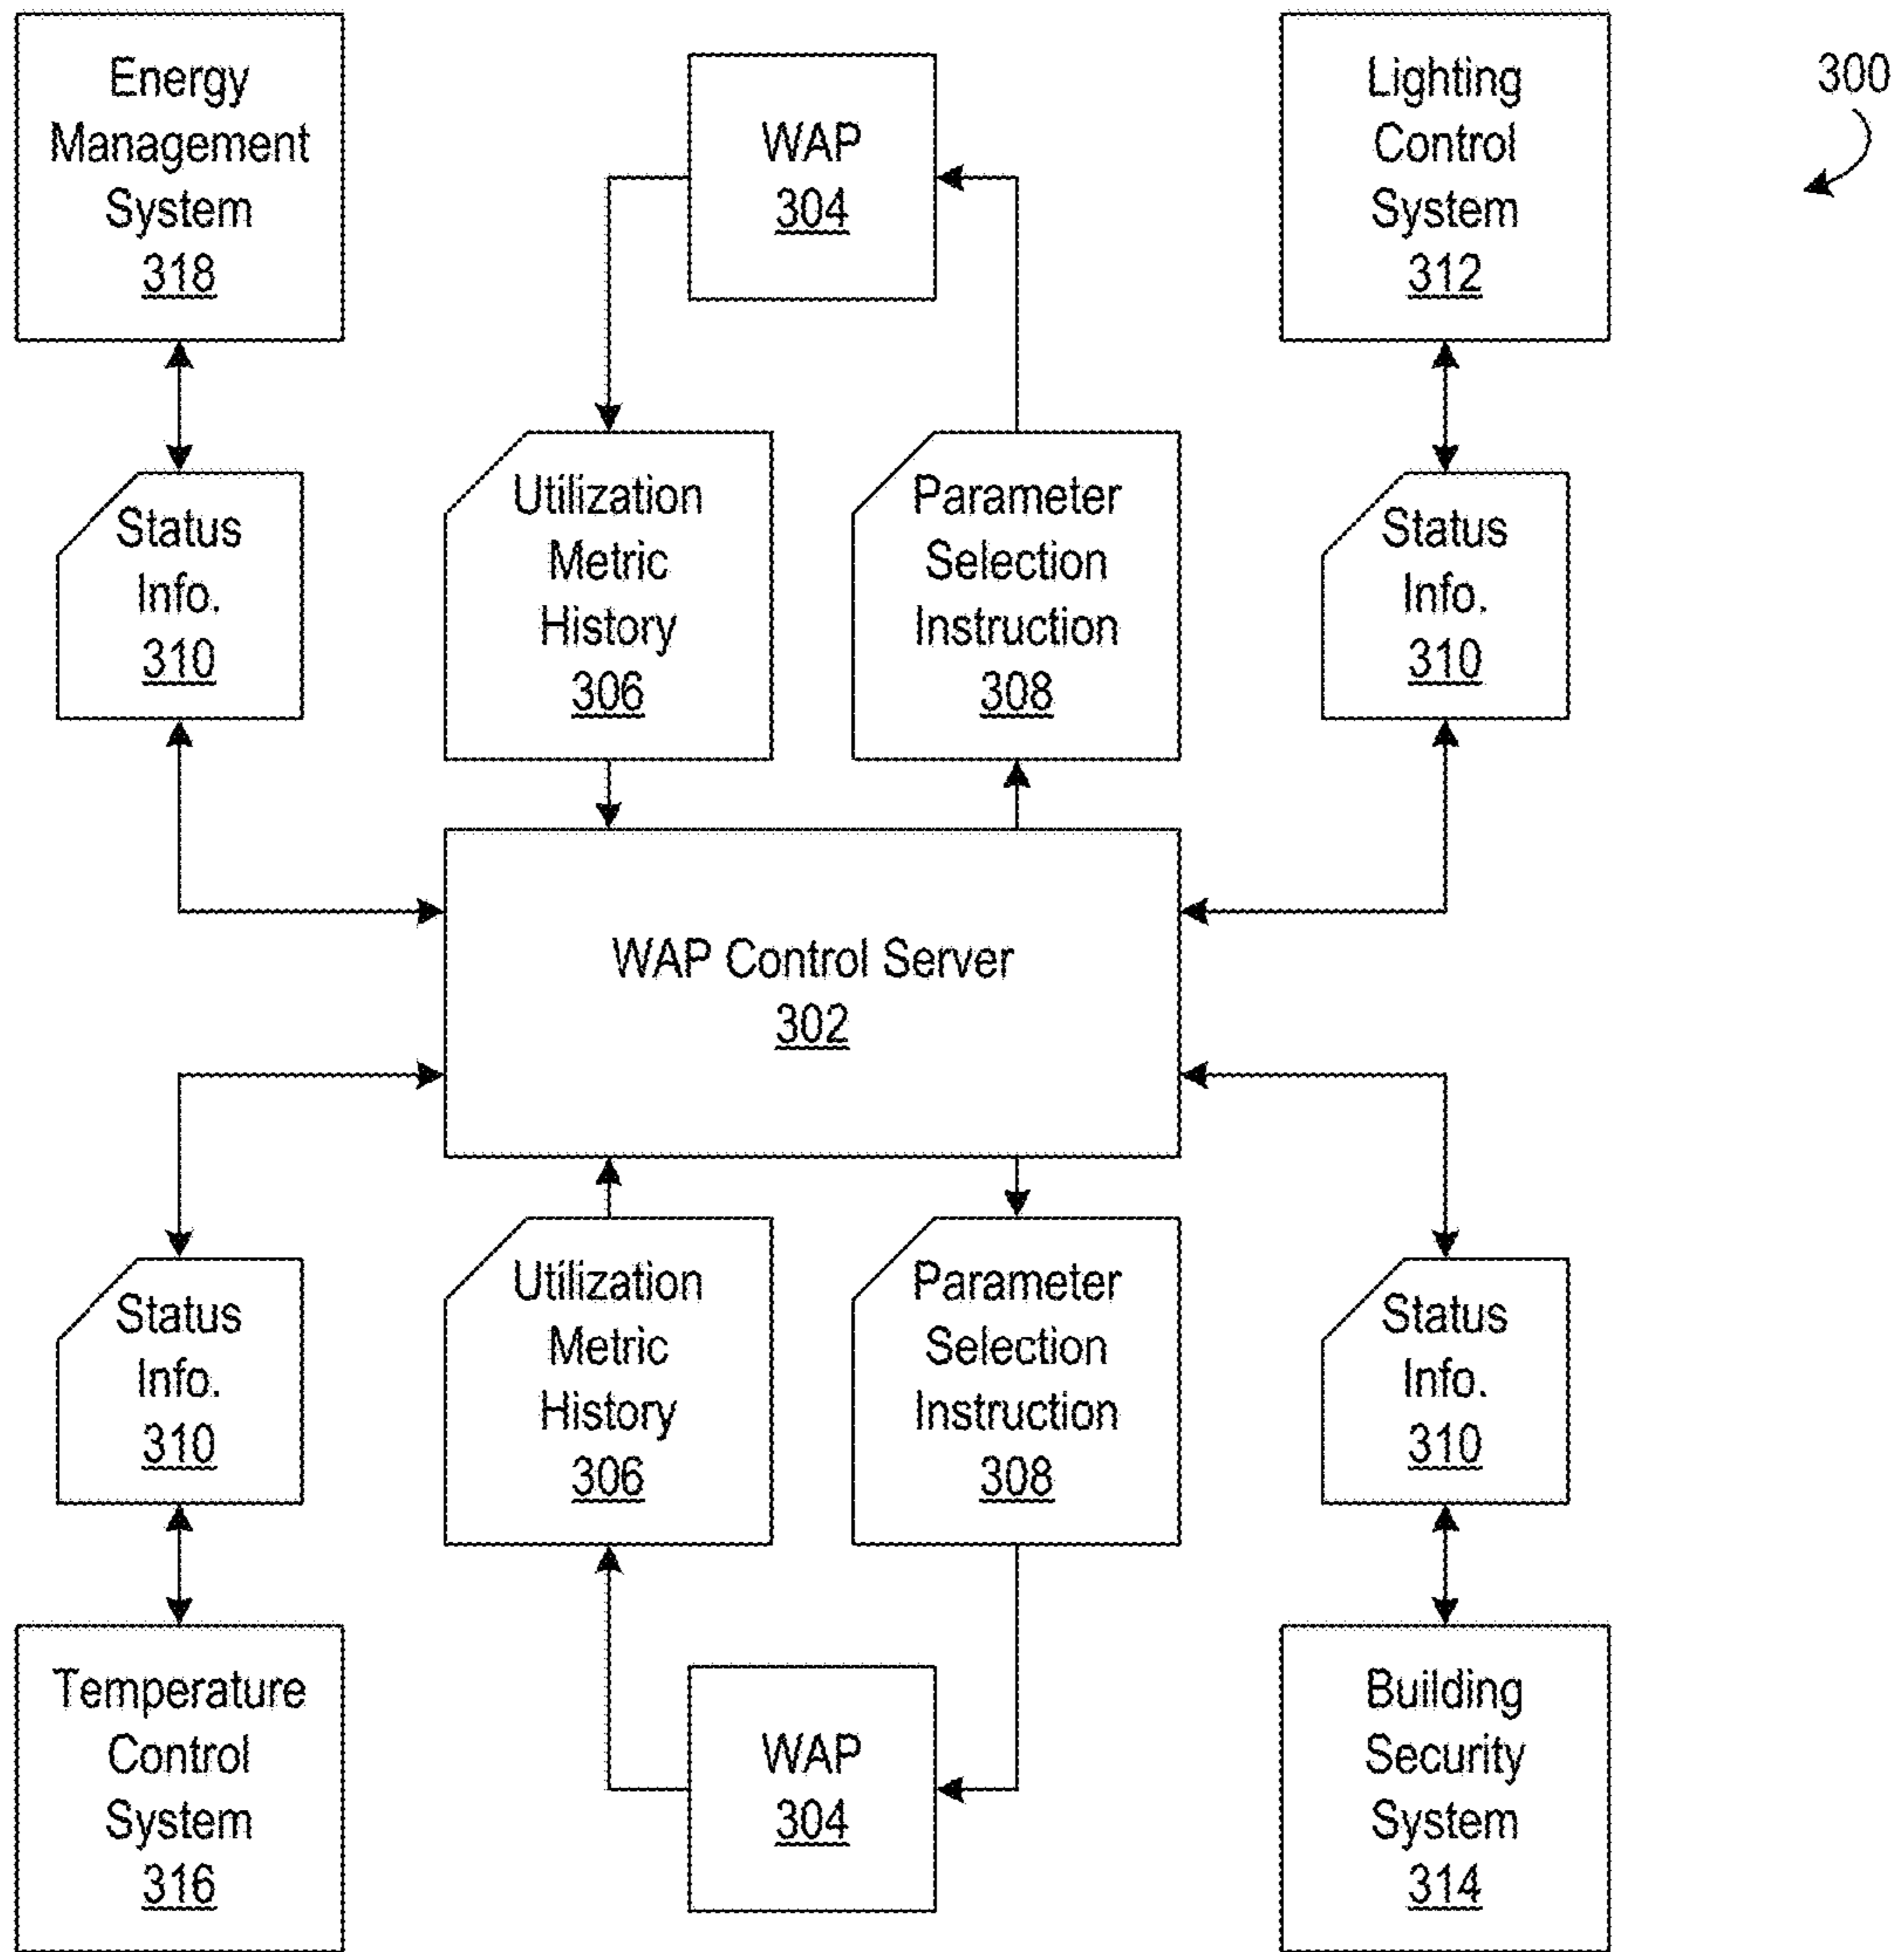 Energy
Management
System
318
WAP
304
Lighting
Control
System
312
300
Status
Info.
310
Utilization
Metric
History
306
Parameter
Selection
Instruction
308
Status
Info.
310
WAP Control Server
302
Status
Info.
310
Utilization
Metric
History
306
Parameter
Selection
Instruction
308
Status
Info.
310
Temperature
Control
System
316
WAP
304
Building
Security
System
314